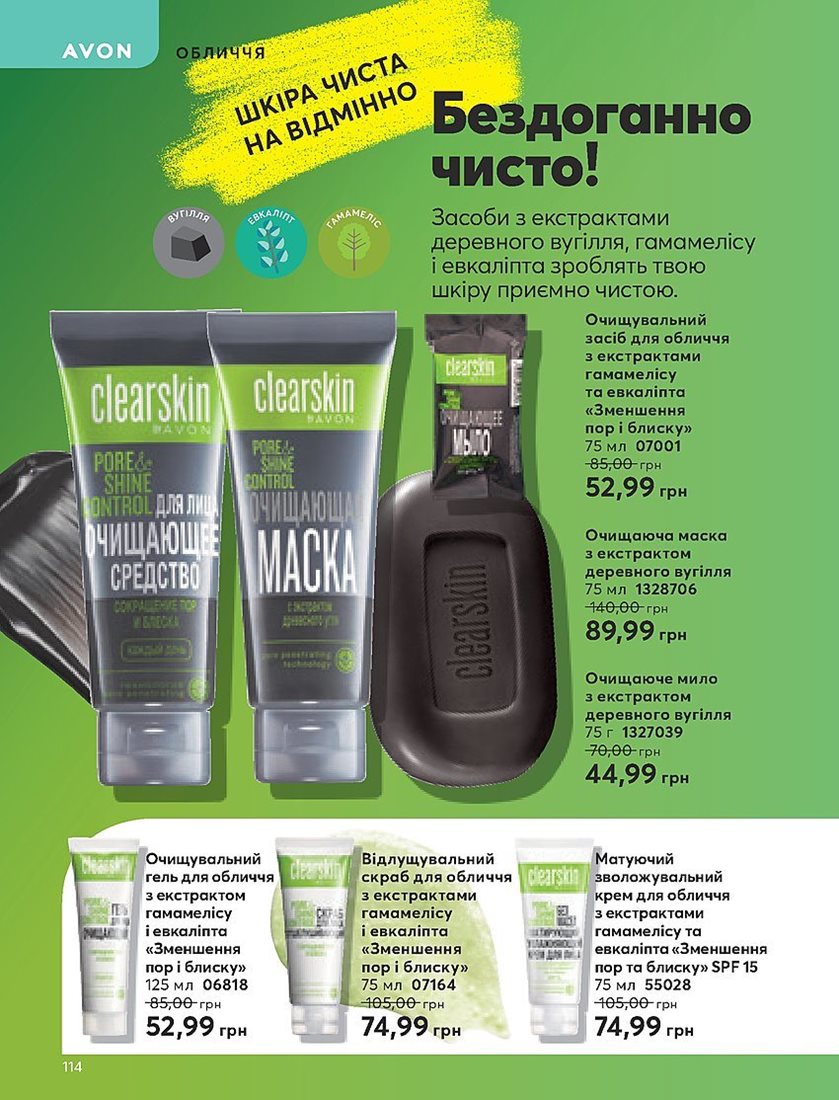 AVON
ОБЛИЧЧЯ
ШКІРА ЧИСТА
НА ВІДМІННО
Бездоганно
чисто!
ВУГІЛЛЯ
ЕВКАЛІПТ
ГАМАМЕЛІС
Засоби з екстрактами
деревного вугілля, гамамелісу
і евкаліпта зроблять твою
шкіру приємно чистою.
clearskin
BY AVON
PORE &
SHINE
CONTROL ДЛЯ ЛИЦА
ОЧИЩАЮЩЕЕ
СРЕДСТВО
СОКРАЩЕНИЕ ПОР
И БЛЕСКА
КАЖДЫЙ ДЕНЬ
clearskin
BY AVON
PORE &
SHINE
CONTROL
ОЧИЩАЮЩАЯ
МАСКА
с экстрактом
древесного угля
pore penetrating
technology
clearskin
ОЧИЩАЮЩЕЕ
МЫЛО
clearskin
Очищувальний
засіб для обличчя
з екстрактами
гамамелісу
та евкаліпта
«Зменшення
пор і блиску»
75 мл 07001
85,00 грн
52,99 грн
Очищаюча маска
з екстрактом
деревного вугілля
75 мл 1328706
140,00 грн
89,99 грн
Очищаюче мило
з екстрактом
деревного вугілля
75 г 1327039
70,00 грн
44,99 грн
clearskin
ГЕЛЬ
Очищувальний
гель для обличчя
з екстрактом
гамамелісу
і евкаліпта
«Зменшення
пор і блиску»
125 мл 06818
85,00 грн
52,99 грн
clearskin
СКРАБ
Відлущувальний
скраб для обличчя
з екстрактами
гамамелісу
і евкаліпта
«Зменшення
пор і блиску»
75 мл 07164
105,00 грн
74,99 грн
clearskin
Матуючий
зволожувальний
крем для обличчя
з екстрактами
гамамелісу та
евкаліпта «Зменшення
пор та блиску» SPF 15
75 мл 55028
105,00 грн
74,99 грн
114